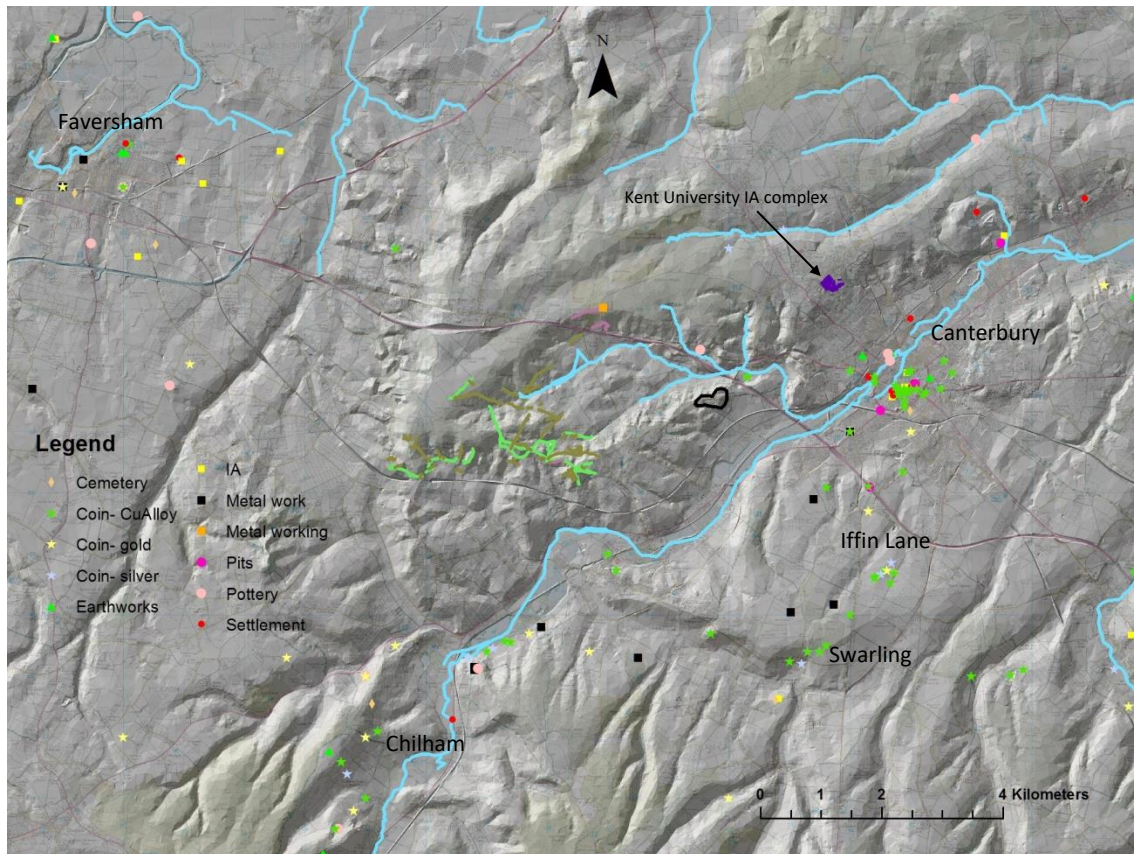 N
Faversham
Kent University IA complex
Canterbury
Legend
Cemetery
Coin- CuAlloy
Coin- gold
Coin- silver
Earthworks
IA
Metal work
Metal working
Pits
Pottery
Settlement
Iffin Lane
Swarling
Chilham
0 1 2 4 Kilometers